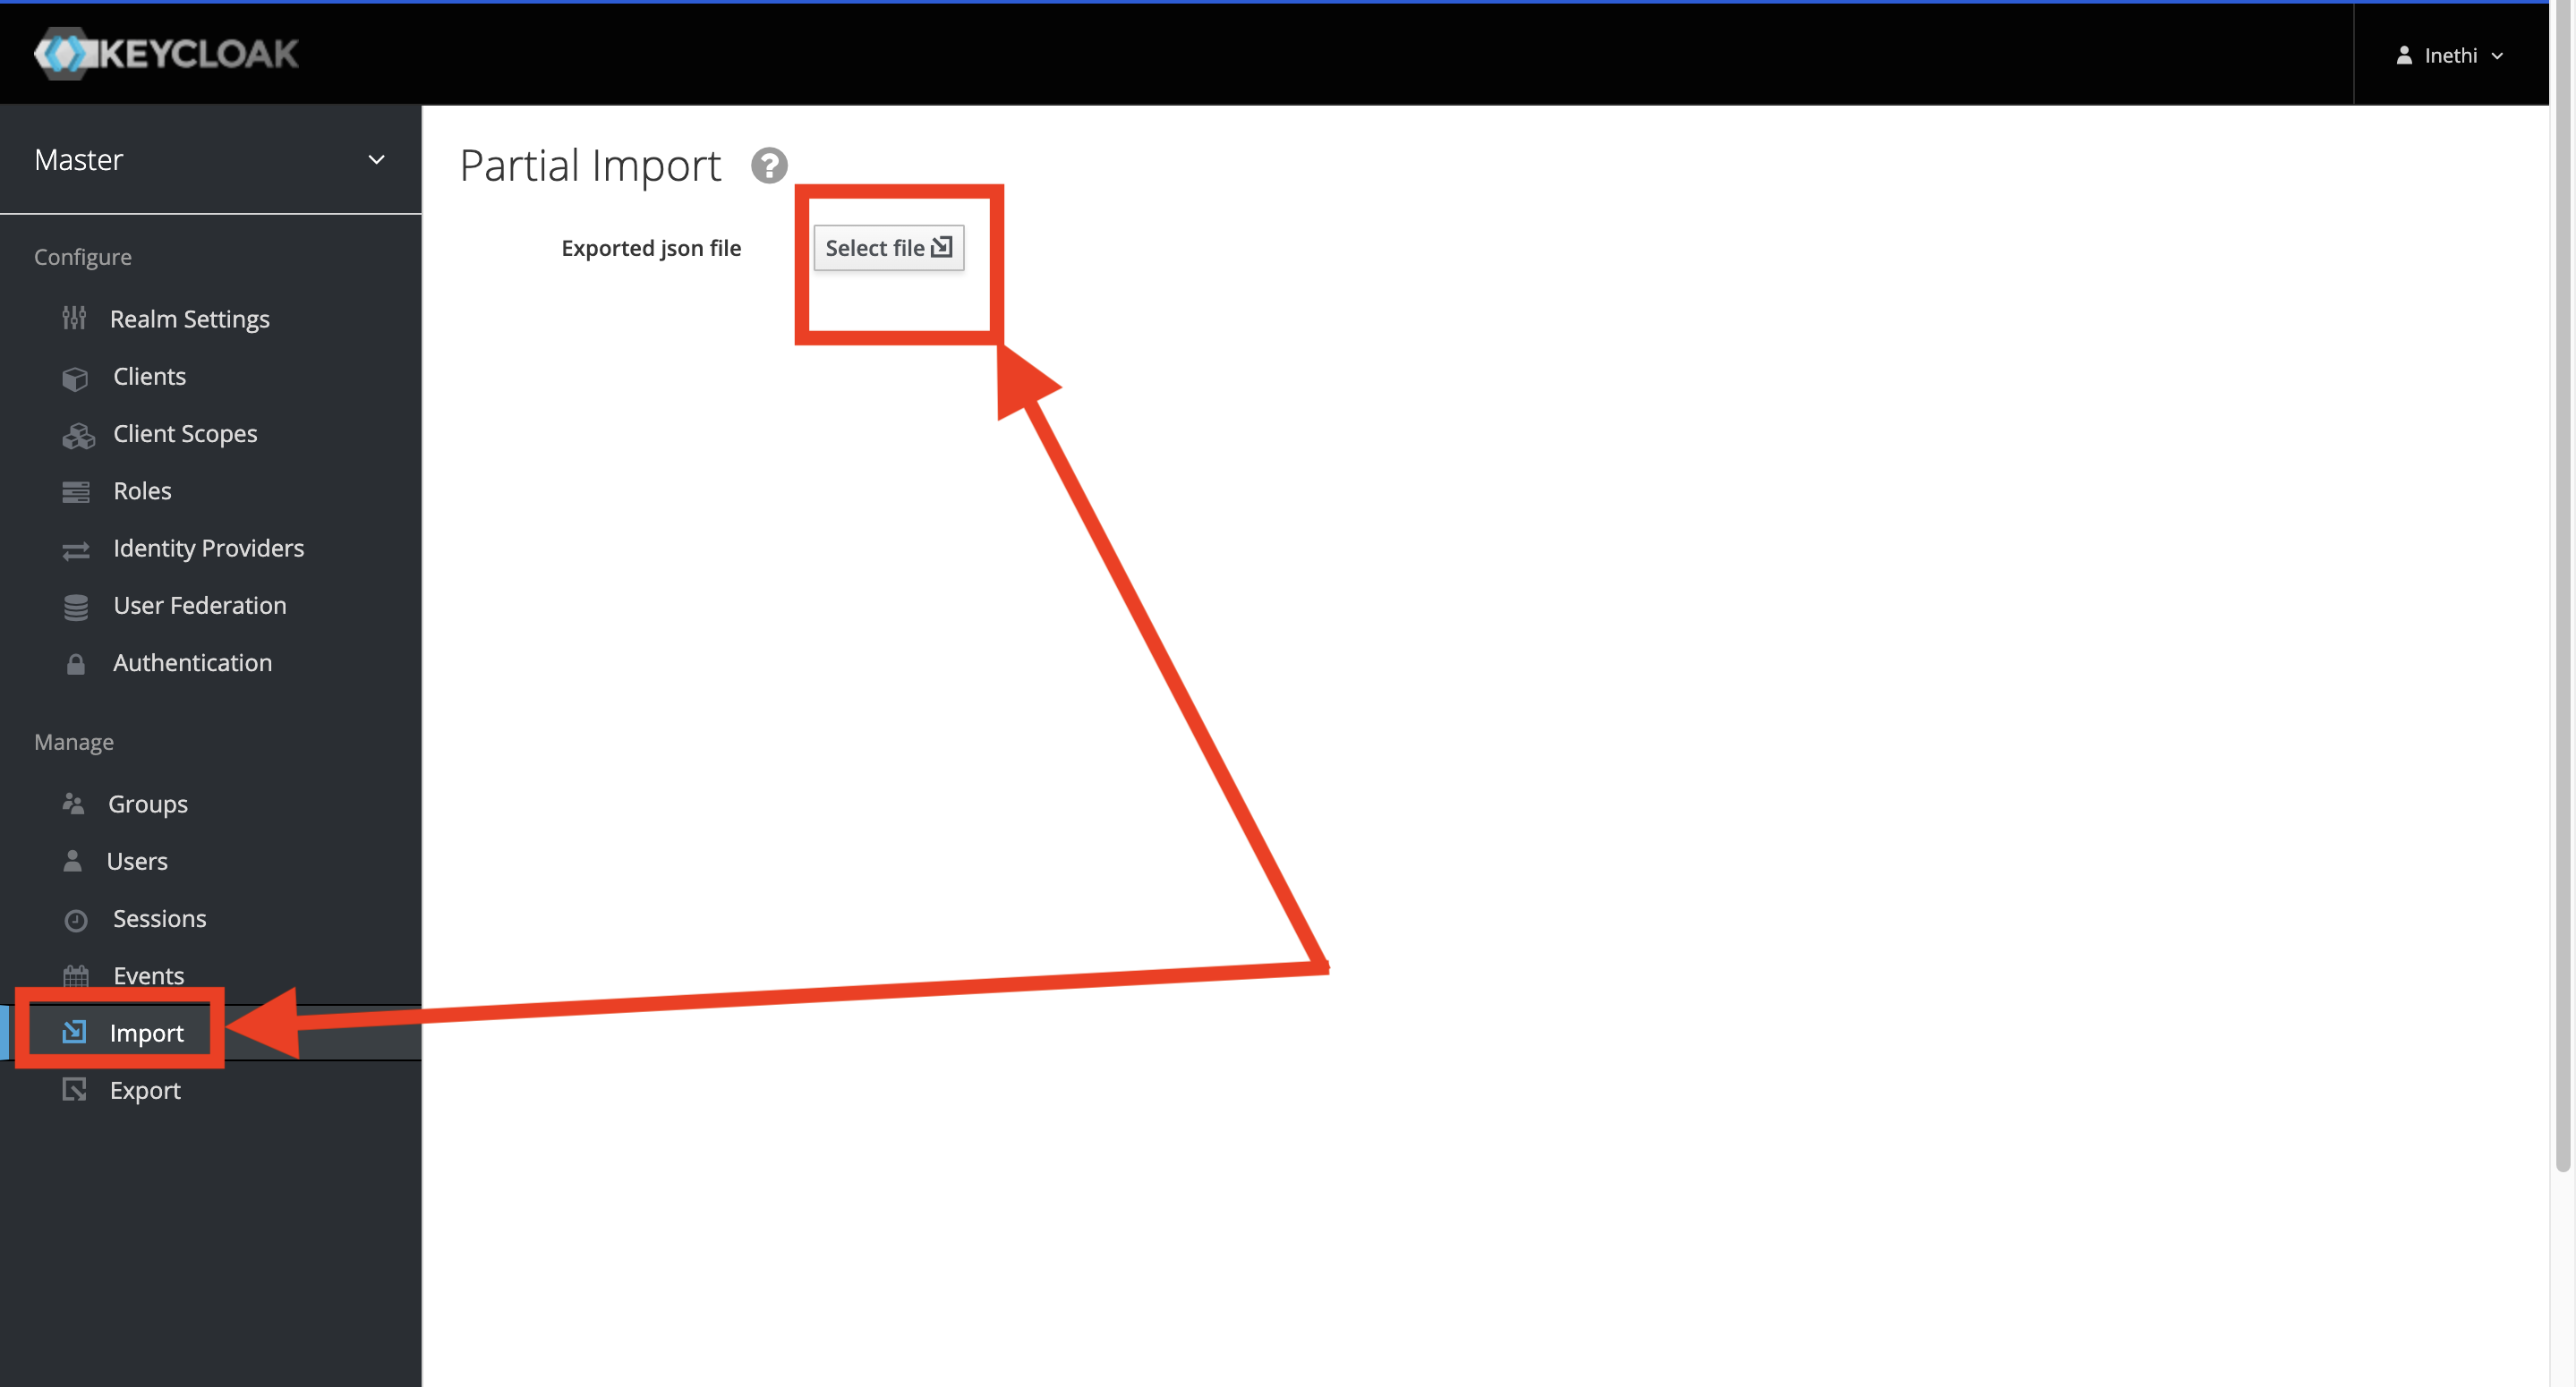 KEYCLOAK
Inethi
Master
Configure
Realm Settings
Clients
Client Scopes
Roles
Identity Providers
User Federation
Authentication
Manage
Groups
Users
Sessions
Events
Import
Export
Partial Import ?
Exported json file
Select file